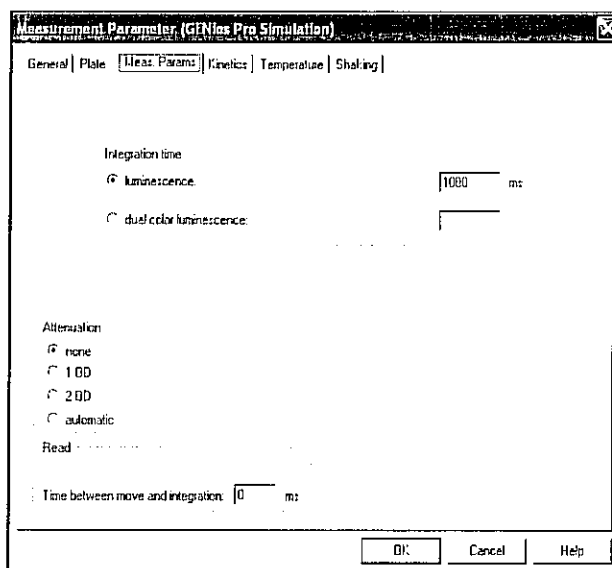 Measurement Parameter (GENios Pro Simulation)
General Plate Meas. Params Kinetics Temperature Shaking
Integration time
luminescence: 1000 ms
dual color luminescence:
Attenuation
none
1 OD
2 OD
automatic
Read
Time between move and integration: 0 ms
OK Cancel Help